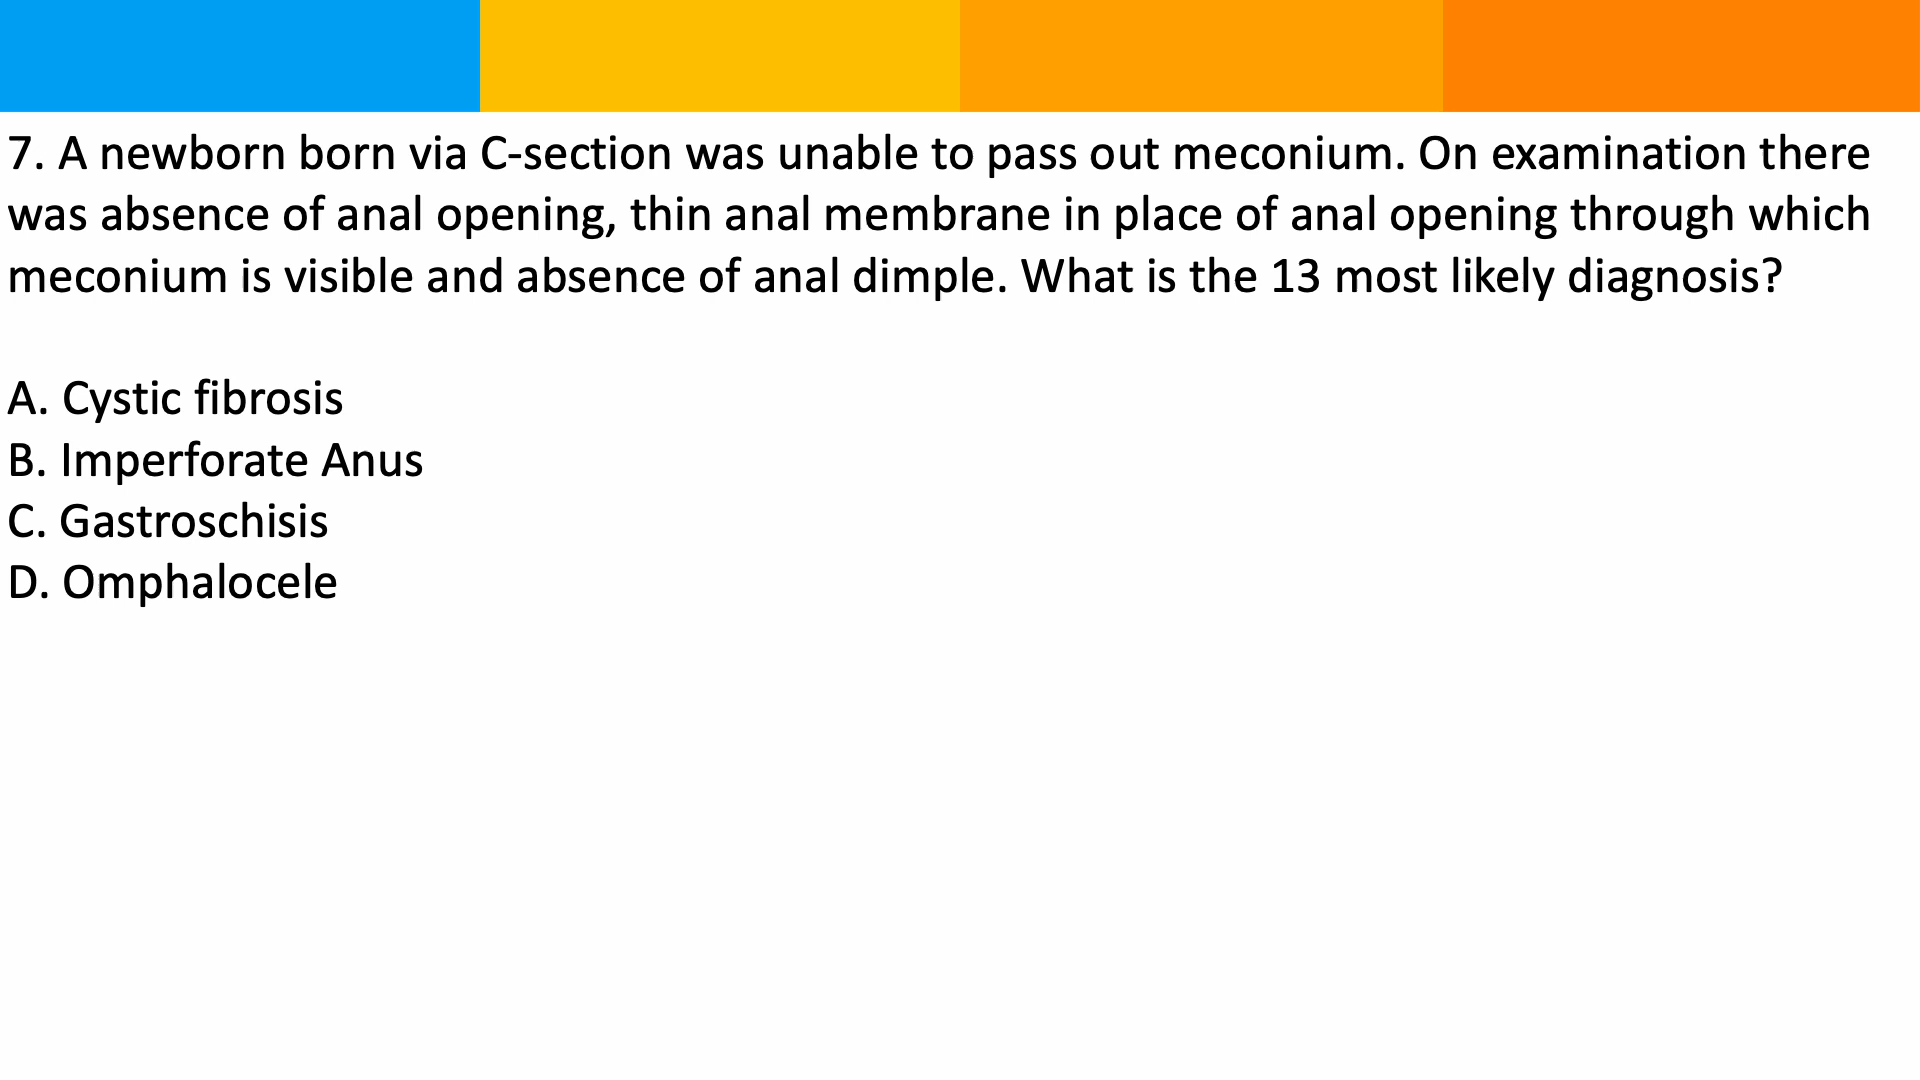 7. A newborn born via C-section was unable to pass out meconium. On examination there
was absence of anal opening, thin anal membrane in place of anal opening through which
meconium is visible and absence of anal dimple. What is the 13 most likely diagnosis?
A. Cystic fibrosis
B. Imperforate Anus
C. Gastroschisis
D. Omphalocele